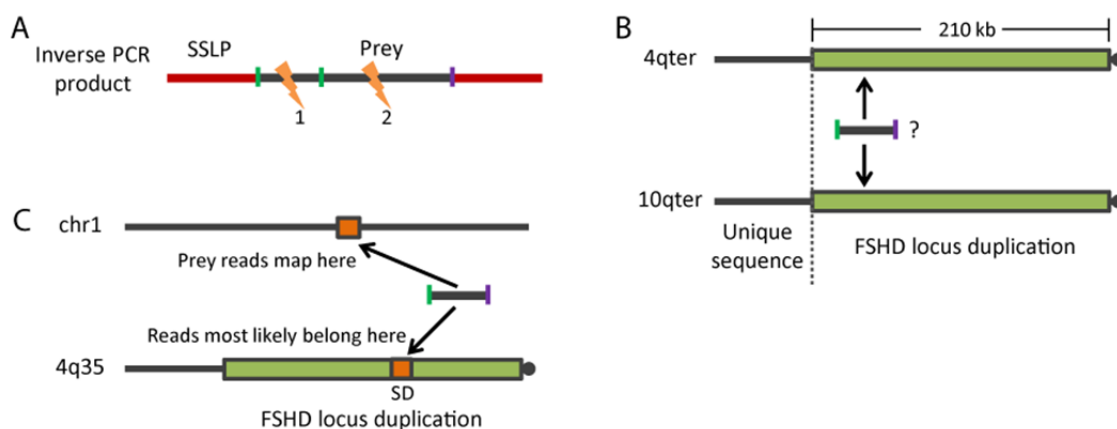 A
Inverse PCR
product
SSLP
Prey
1
2
B
210 kb
4qter
?
10qter
Unique
sequence
FSHD locus duplication
C
chr1
Prey reads map here
Reads most likely belong here
4q35
SD
FSHD locus duplication